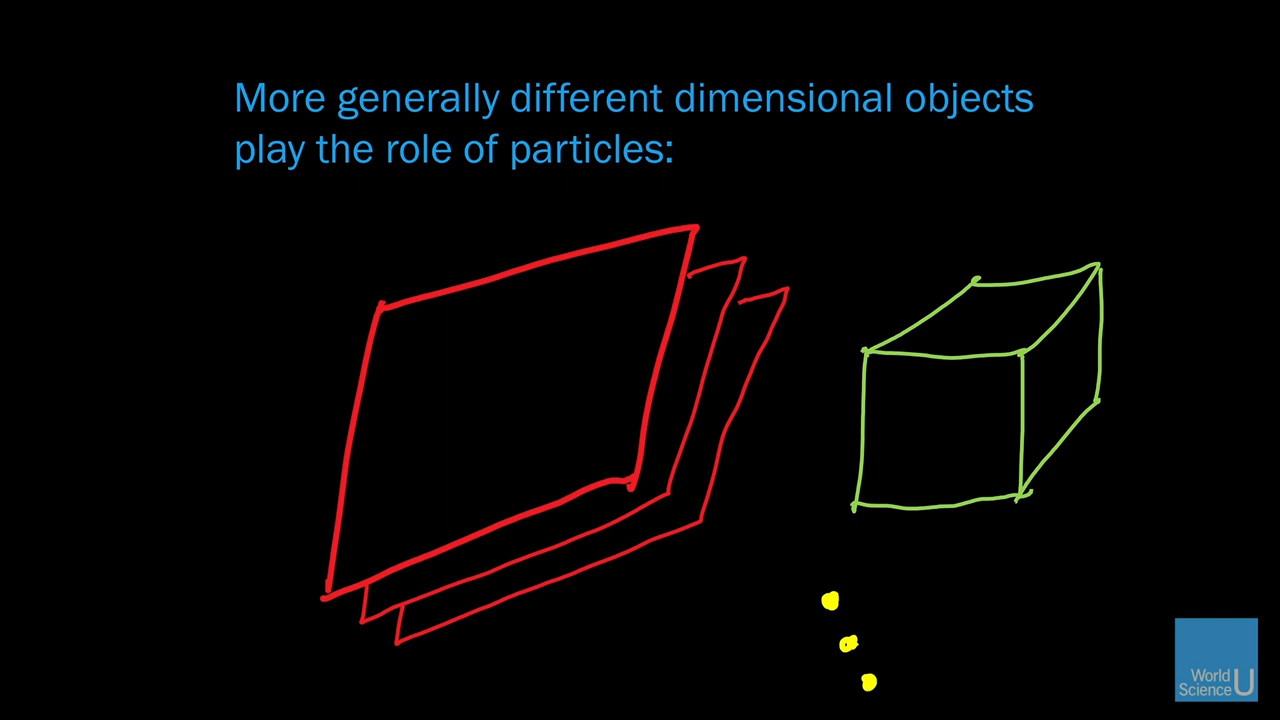 More generally different dimensional objects
play the role of particles:
World
Science U